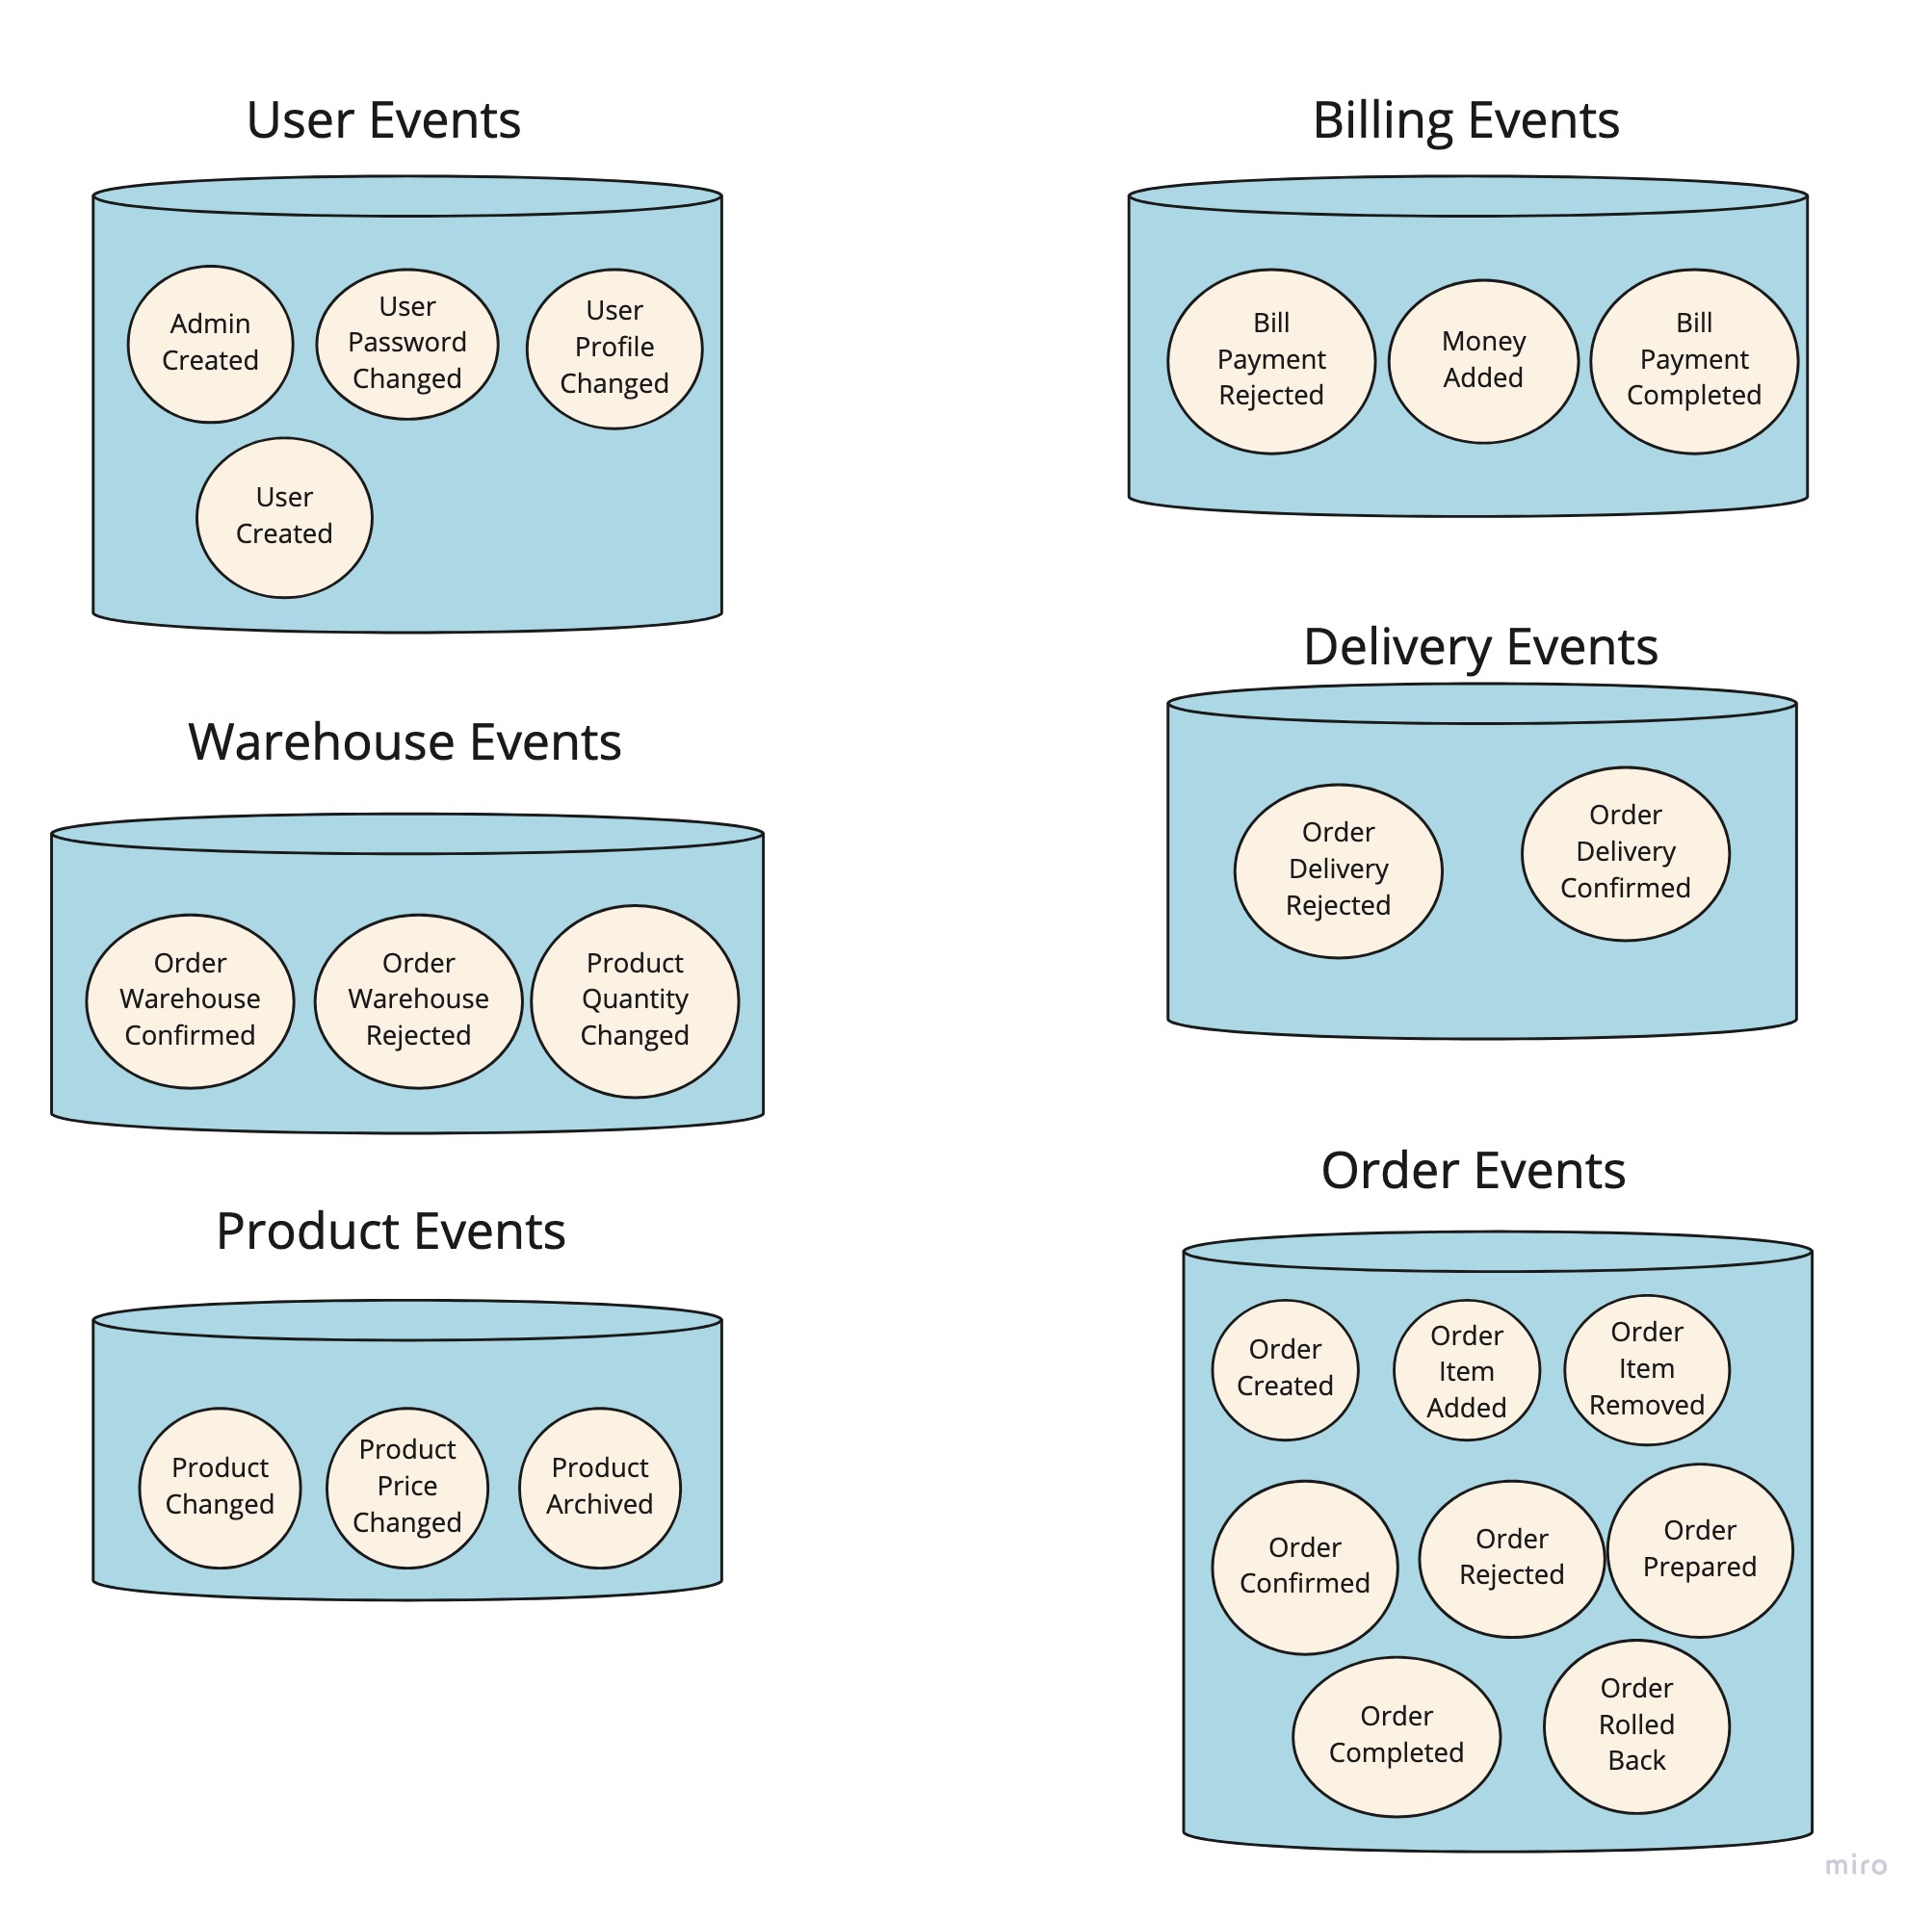 User Events
Admin
Created
User
Password
Changed
User
Profile
Changed
User
Created
Billing Events
Bill
Payment
Rejected
Money
Added
Bill
Payment
Completed
Warehouse Events
Order
Warehouse
Confirmed
Order
Warehouse
Rejected
Product
Quantity
Changed
Delivery Events
Order
Delivery
Rejected
Order
Delivery
Confirmed
Product Events
Product
Changed
Product
Price
Changed
Product
Archived
Order Events
Order
Created
Order
Item
Added
Order
Item
Removed
Order
Confirmed
Order
Rejected
Order
Prepared
Order
Completed
Order
Rolled
Back
miro